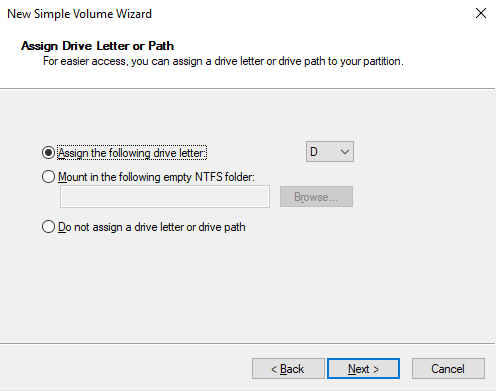 New Simple Volume Wizard
Assign Drive Letter or Path
For easier access, you can assign a drive letter or drive path to your partition.
Assign the following drive letter: D
Mount in the following empty NTFS folder:
Browse...
Do not assign a drive letter or drive path
< Back Next > Cancel